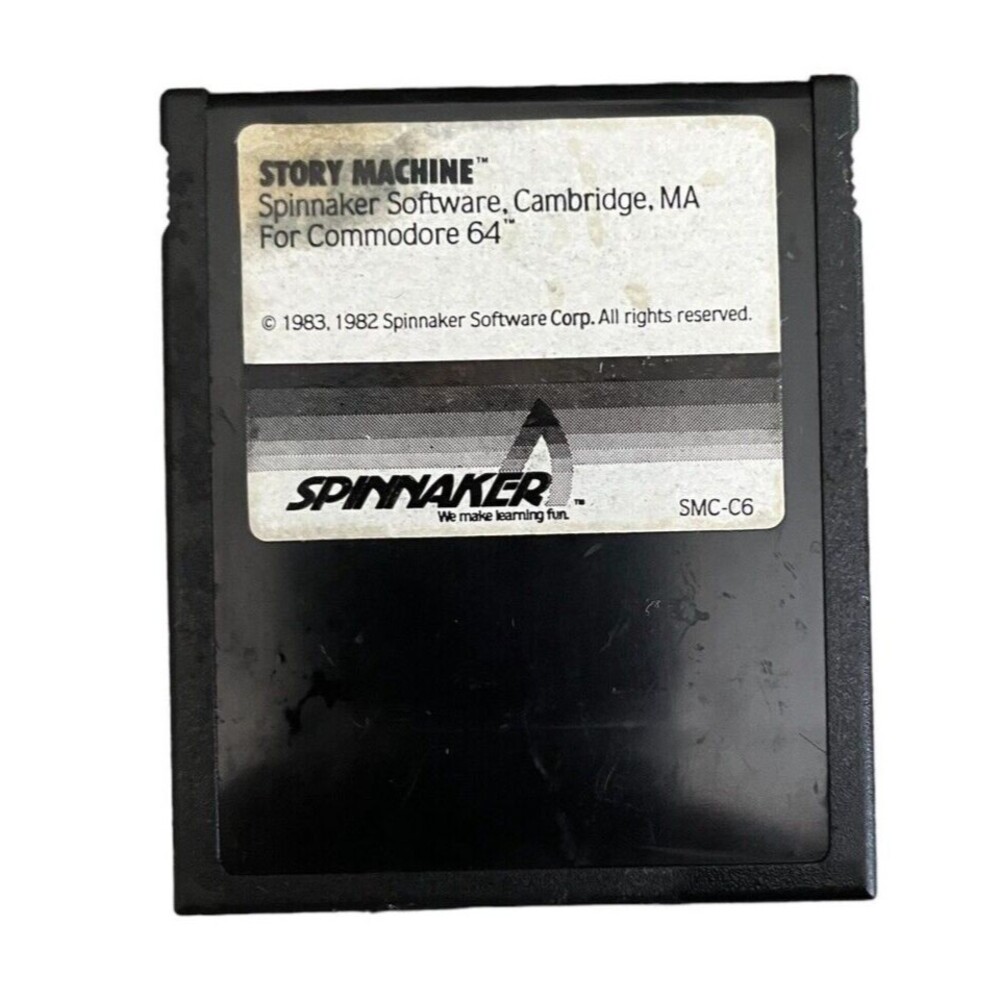 STORY MACHINE™
Spinnaker Software, Cambridge, MA
For Commodore 64™
© 1983, 1982 Spinnaker Software Corp. All rights reserved.
SPINNAKER™
We make learning fun.
SMC-C6